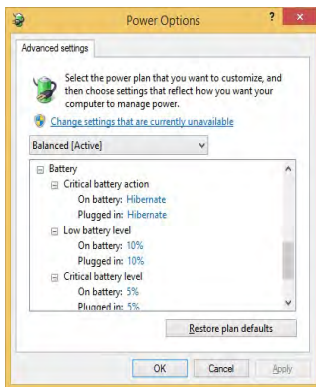 Power Options
?
×
Advanced settings
Select the power plan that you want to customize, and
then choose settings that reflect how you want your
computer to manage power.
Change settings that are currently unavailable
Balanced [Active]
Battery
Critical battery action
On battery: Hibernate
Plugged in: Hibernate
Low battery level
On battery: 10%
Plugged in: 10%
Critical battery level
On battery: 5%
Plugged in: 5%
Restore plan defaults
OK Cancel Apply